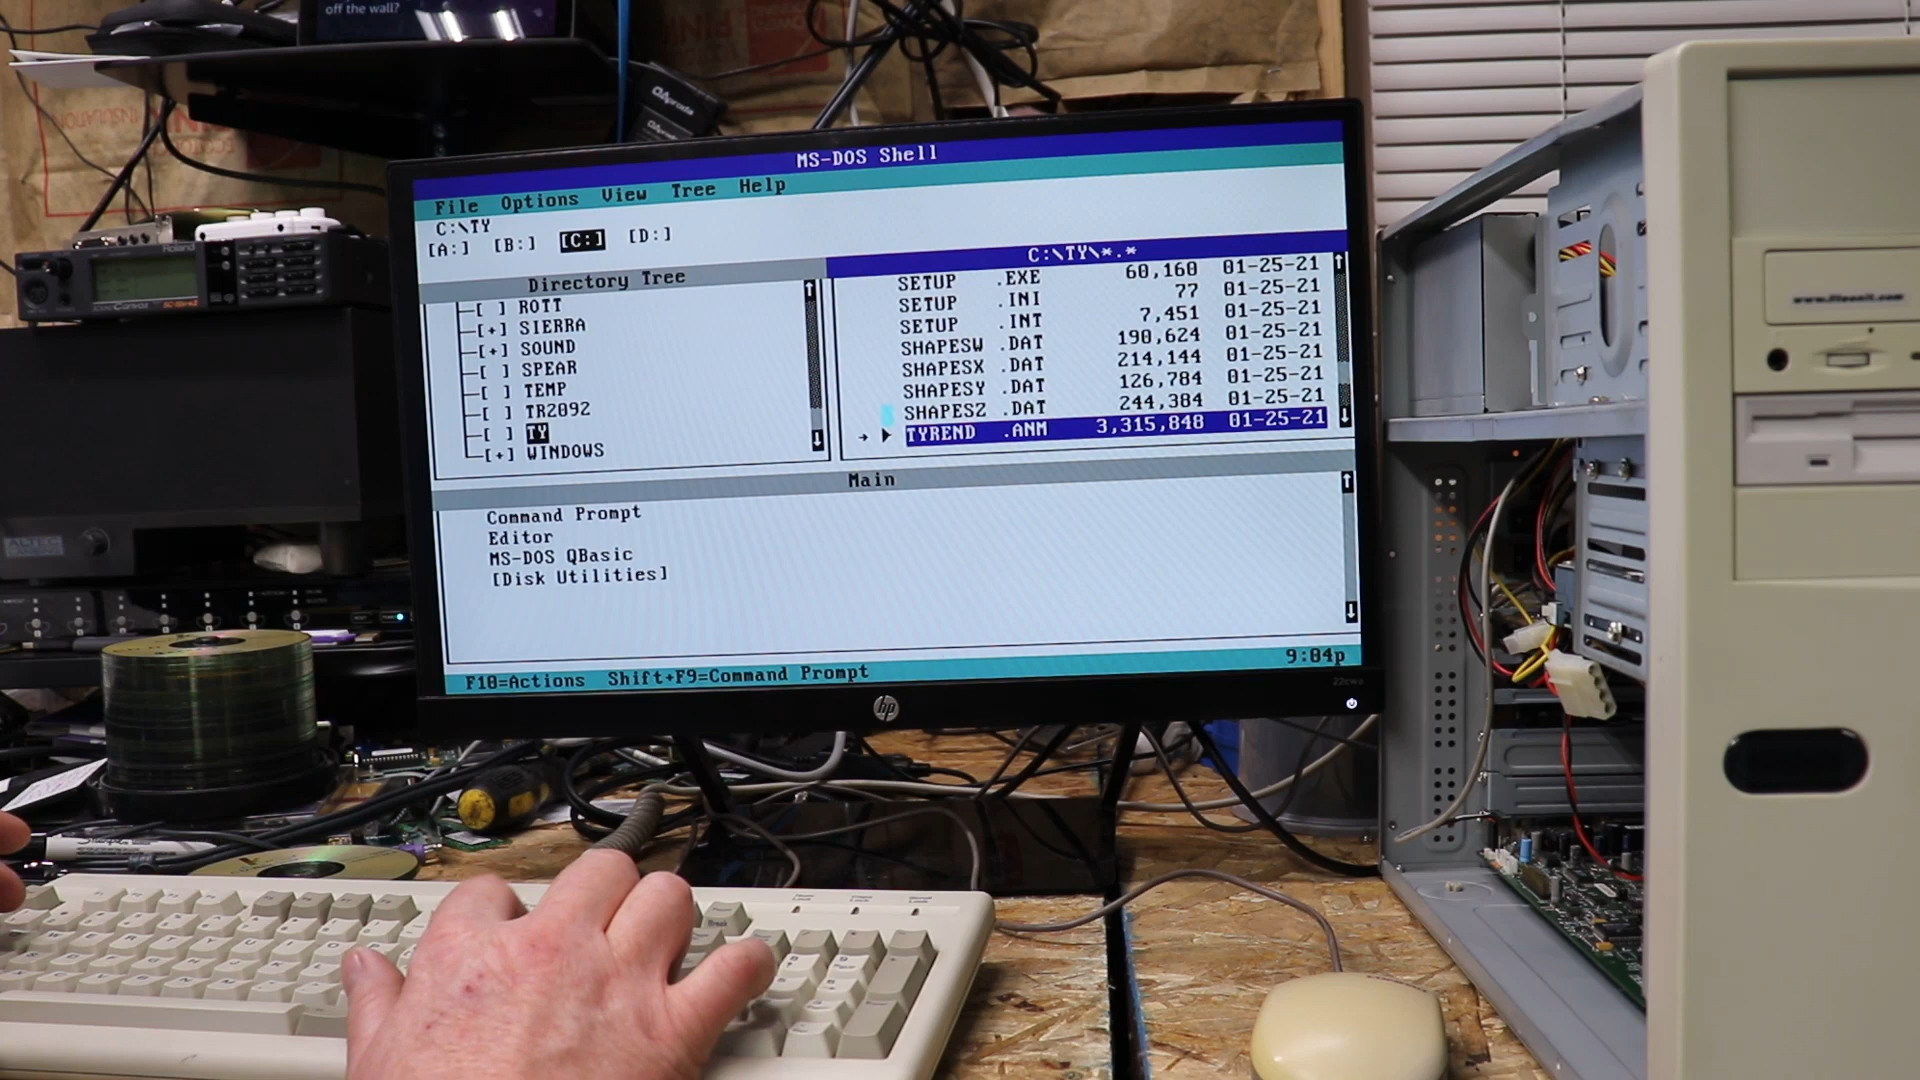 off the wall?
OAproda
OAproda
MS-DOS Shell
File Options View Tree Help
C:\TY
[A:] [B:] [C:] [D:]
Directory Tree
[ ] ROTT
[+] SIERRA
[+] SOUND
[ ] SPEAR
[ ] TEMP
[ ] TR2092
[ ] TY
[+] WINDOWS
C:\TY\*.*
SETUP .EXE 60,160 01-25-21
SETUP .INI 77 01-25-21
SETUP .INT 7,451 01-25-21
SHAPESW .DAT 190,624 01-25-21
SHAPESX .DAT 214,144 01-25-21
SHAPESY .DAT 126,784 01-25-21
SHAPESZ .DAT 244,384 01-25-21
TYREND .ANM 3,315,848 01-25-21
Main
Command Prompt
Editor
MS-DOS QBasic
[Disk Utilities]
F10=Actions Shift+F9=Command Prompt
9:04p
hp
Roland
ALTEC